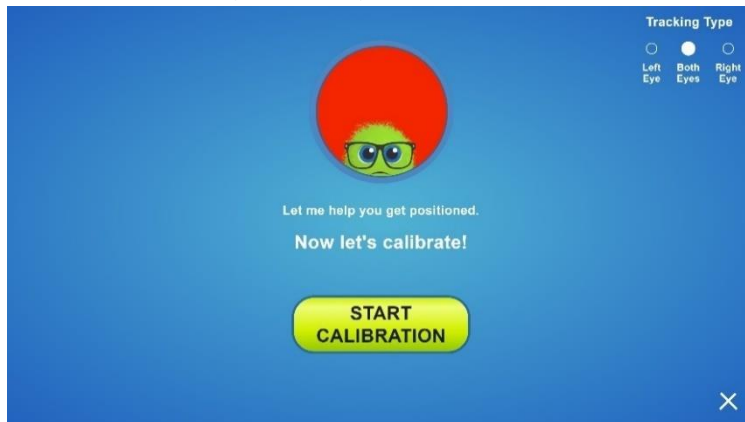 Tracking Type
Left Eye
Both Eyes
Right Eye
Let me help you get positioned.
Now let's calibrate!
START
CALIBRATION